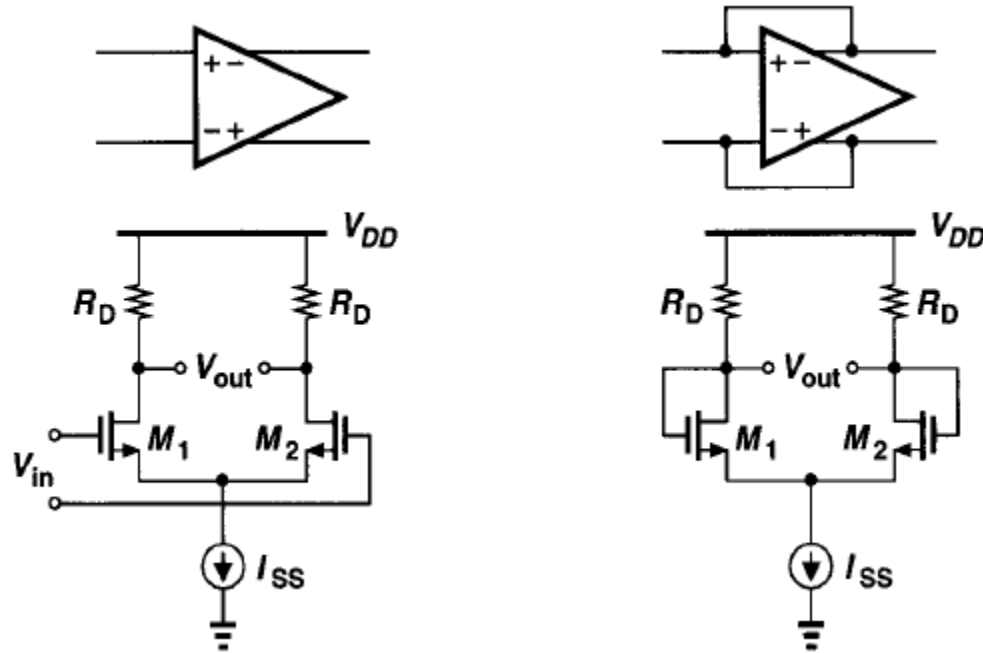 + −
− +
+ −
− +
V_DD
R_D R_D
V_out
M_1 M_2
V_in
I_SS
V_DD
R_D R_D
V_out
M_1 M_2
I_SS